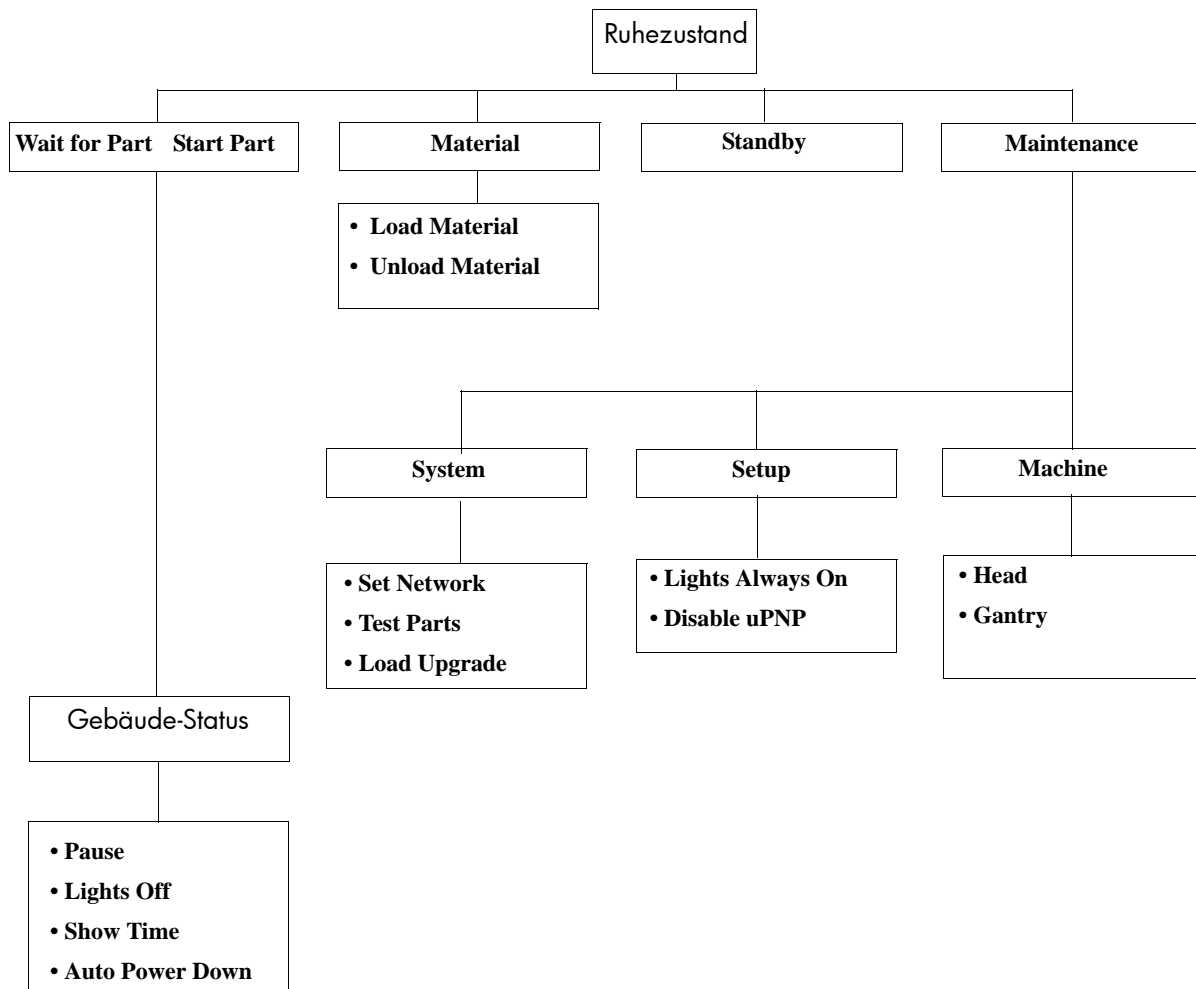 Ruhezustand
Wait for Part Start Part
Material
Standby
Maintenance
• Load Material
• Unload Material
System
Setup
Machine
• Set Network
• Test Parts
• Load Upgrade
• Lights Always On
• Disable uPNP
• Head
• Gantry
Gebäude-Status
• Pause
• Lights Off
• Show Time
• Auto Power Down